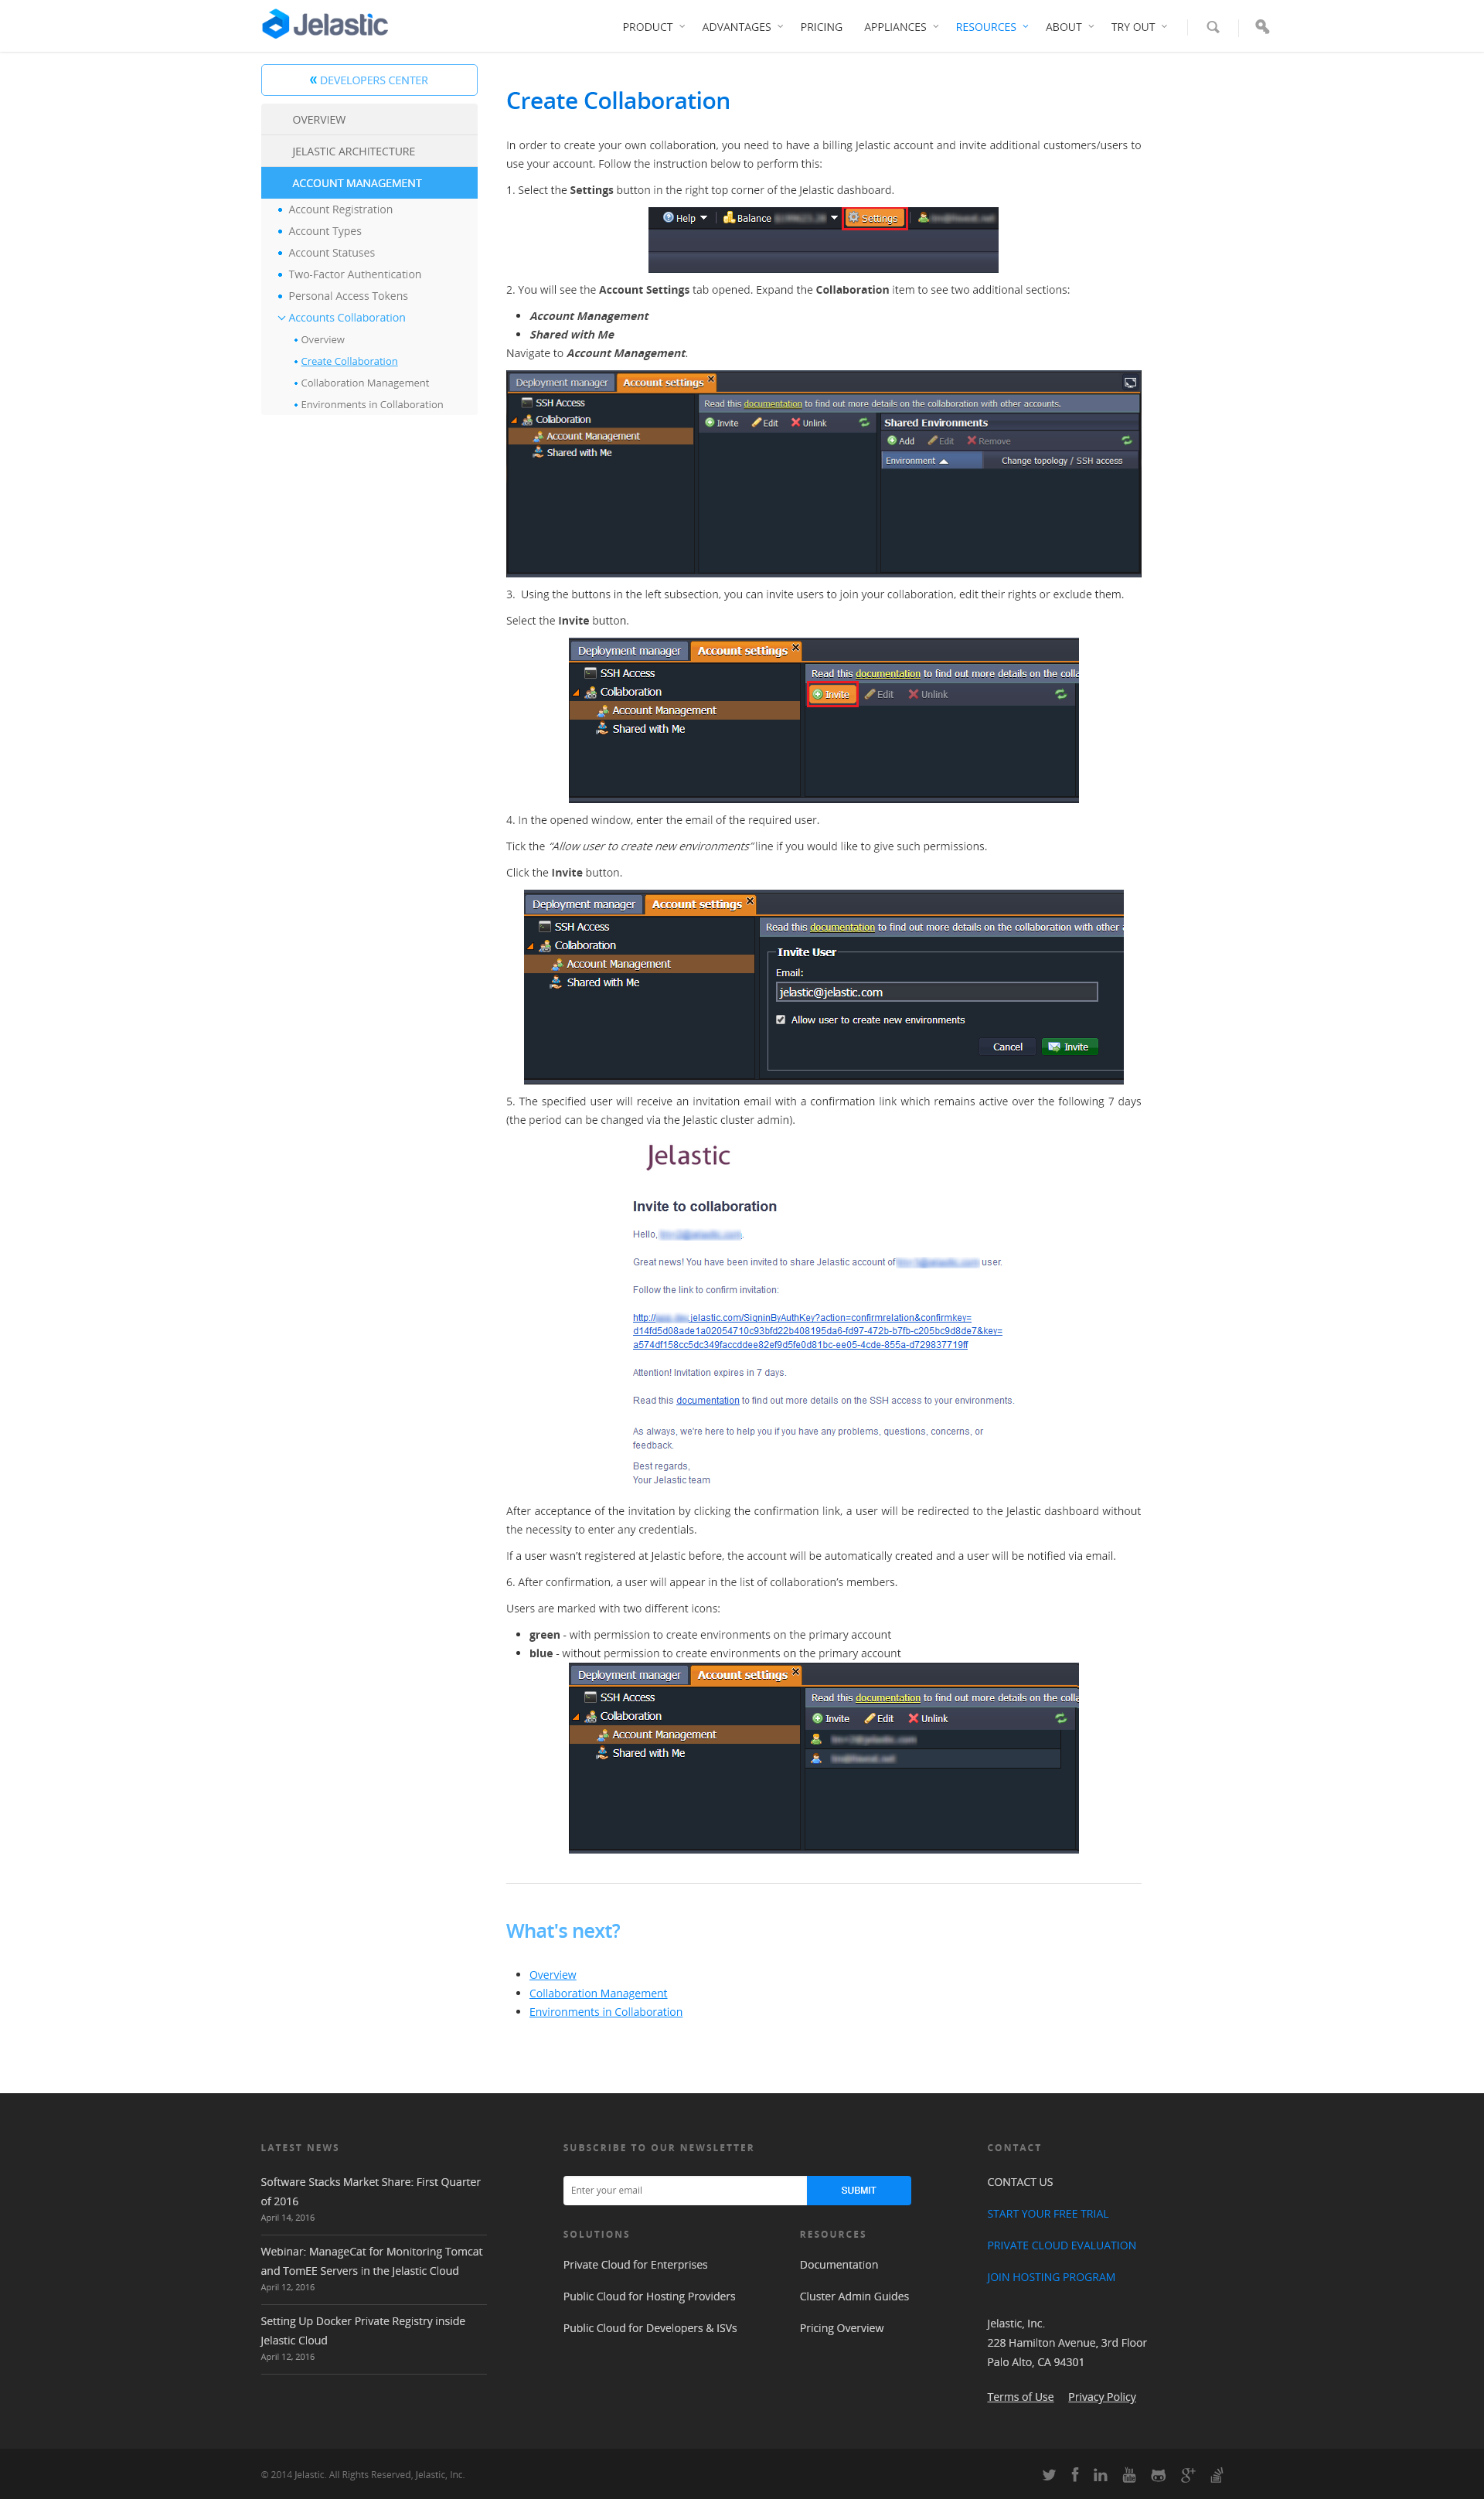 Jelastic
PRODUCT
ADVANTAGES
PRICING
APPLIANCES
RESOURCES
ABOUT
TRY OUT
« DEVELOPERS CENTER
OVERVIEW
JELASTIC ARCHITECTURE
ACCOUNT MANAGEMENT
Account Registration
Account Types
Account Statuses
Two-Factor Authentication
Personal Access Tokens
Accounts Collaboration
Overview
Create Collaboration
Collaboration Management
Environments in Collaboration
Create Collaboration
In order to create your own collaboration, you need to have a billing Jelastic account and invite additional customers/users to
use your account. Follow the instruction below to perform this:
1. Select the Settings button in the right top corner of the Jelastic dashboard.
Help Balance Settings
2. You will see the Account Settings tab opened. Expand the Collaboration item to see two additional sections:
Account Management
Shared with Me
Navigate to Account Management.
Deployment manager Account settings
SSH Access
Collaboration
Account Management
Shared with Me
Read this documentation to find out more details on the collaboration with other accounts.
Invite Edit Unlink
Shared Environments
Add Edit Remove
Environment Change topology / SSH access
3. Using the buttons in the left subsection, you can invite users to join your collaboration, edit their rights or exclude them.
Select the Invite button.
Deployment manager Account settings
SSH Access
Collaboration
Account Management
Shared with Me
Read this documentation to find out more details on the colla
Invite Edit Unlink
4. In the opened window, enter the email of the required user.
Tick the “Allow user to create new environments” line if you would like to give such permissions.
Click the Invite button.
Deployment manager Account settings
SSH Access
Collaboration
Account Management
Shared with Me
Read this documentation to find out more details on the collaboration with other a
Invite User
Email:
jelastic@jelastic.com
Allow user to create new environments
Cancel Invite
5. The specified user will receive an invitation email with a confirmation link which remains active over the following 7 days
(the period can be changed via the Jelastic cluster admin).
Jelastic
Invite to collaboration
Hello,
Great news! You have been invited to share Jelastic account of user.
Follow the link to confirm invitation:
http:// .jelastic.com/SigninByAuthKey?action=confirmrelation&confirmkey=
d14fd5d08ade1a02054710c93bfd22b408195da6-fd97-472b-b7fb-c205bc9d8de7&key=
a574df158cc5dc349faccddee82ef9d5fe0d81bc-ee05-4cde-855a-d729837719ff
Attention! Invitation expires in 7 days.
Read this documentation to find out more details on the SSH access to your environments.
As always, we're here to help you if you have any problems, questions, concerns, or
feedback.
Best regards,
Your Jelastic team
After acceptance of the invitation by clicking the confirmation link, a user will be redirected to the Jelastic dashboard without
the necessity to enter any credentials.
If a user wasn’t registered at Jelastic before, the account will be automatically created and a user will be notified via email.
6. After confirmation, a user will appear in the list of collaboration’s members.
Users are marked with two different icons:
green - with permission to create environments on the primary account
blue - without permission to create environments on the primary account
Deployment manager Account settings
SSH Access
Collaboration
Account Management
Shared with Me
Read this documentation to find out more details on the colla
Invite Edit Unlink
What's next?
Overview
Collaboration Management
Environments in Collaboration
LATEST NEWS
Software Stacks Market Share: First Quarter
of 2016
April 14, 2016
Webinar: ManageCat for Monitoring Tomcat
and TomEE Servers in the Jelastic Cloud
April 12, 2016
Setting Up Docker Private Registry inside
Jelastic Cloud
April 12, 2016
SUBSCRIBE TO OUR NEWSLETTER
Enter your email SUBMIT
SOLUTIONS
Private Cloud for Enterprises
Public Cloud for Hosting Providers
Public Cloud for Developers & ISVs
RESOURCES
Documentation
Cluster Admin Guides
Pricing Overview
CONTACT
CONTACT US
START YOUR FREE TRIAL
PRIVATE CLOUD EVALUATION
JOIN HOSTING PROGRAM
Jelastic, Inc.
228 Hamilton Avenue, 3rd Floor
Palo Alto, CA 94301
Terms of Use Privacy Policy
© 2014 Jelastic. All Rights Reserved, Jelastic, Inc.